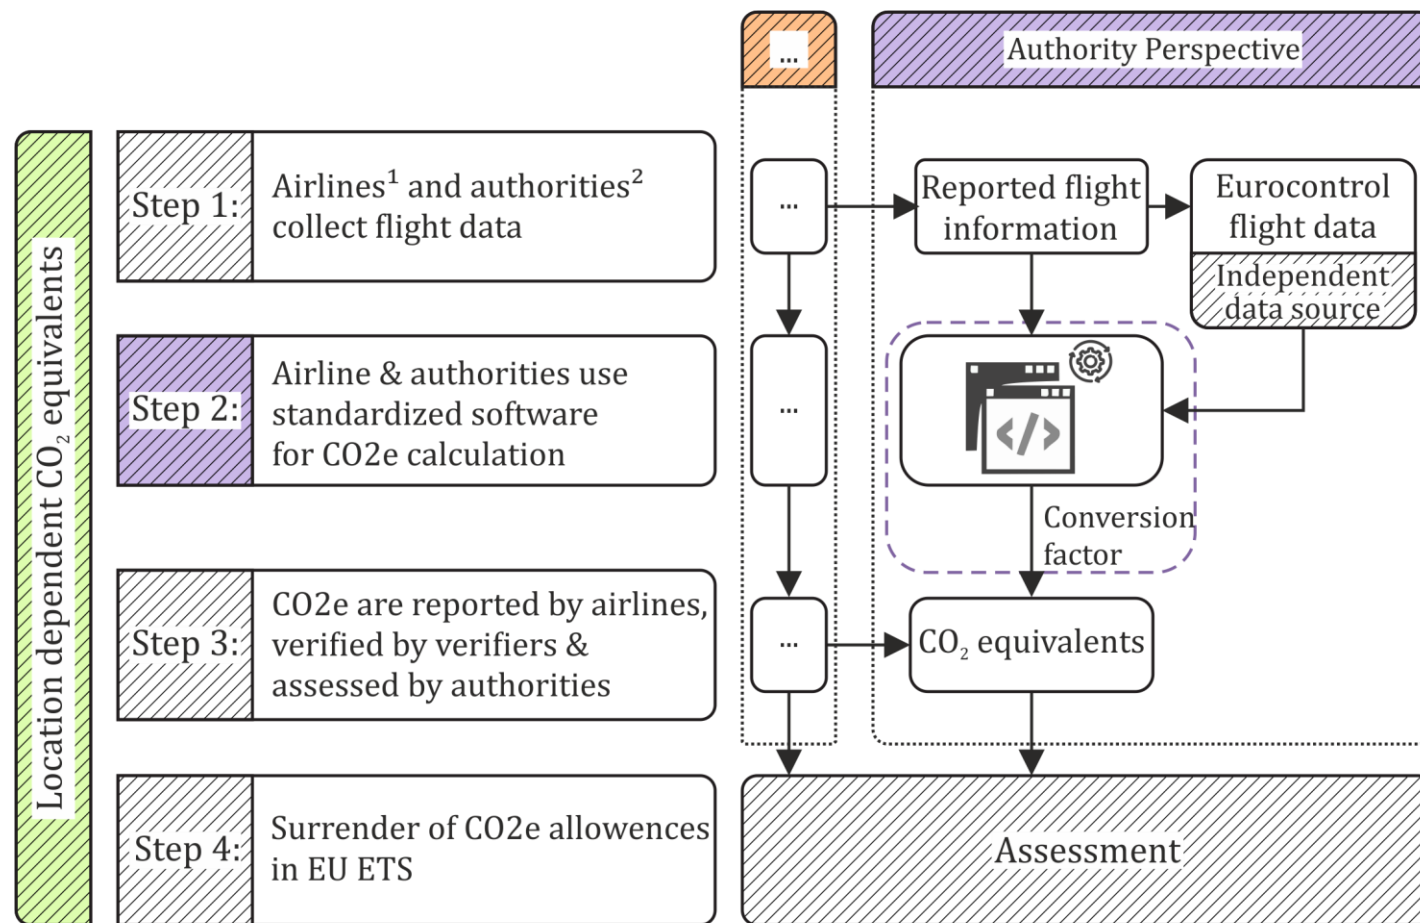 ...
Authority Perspective
Location dependent CO₂ equivalents
Step 1:
Airlines¹ and authorities²
collect flight data
...
Reported flight
information
Eurocontrol
flight data
Independent
data source
Step 2:
Airline & authorities use
standardized software
for CO2e calculation
...
</>
Conversion
factor
Step 3:
CO2e are reported by airlines,
verified by verifiers &
assessed by authorities
...
CO₂ equivalents
Step 4:
Surrender of CO2e allowences
in EU ETS
Assessment